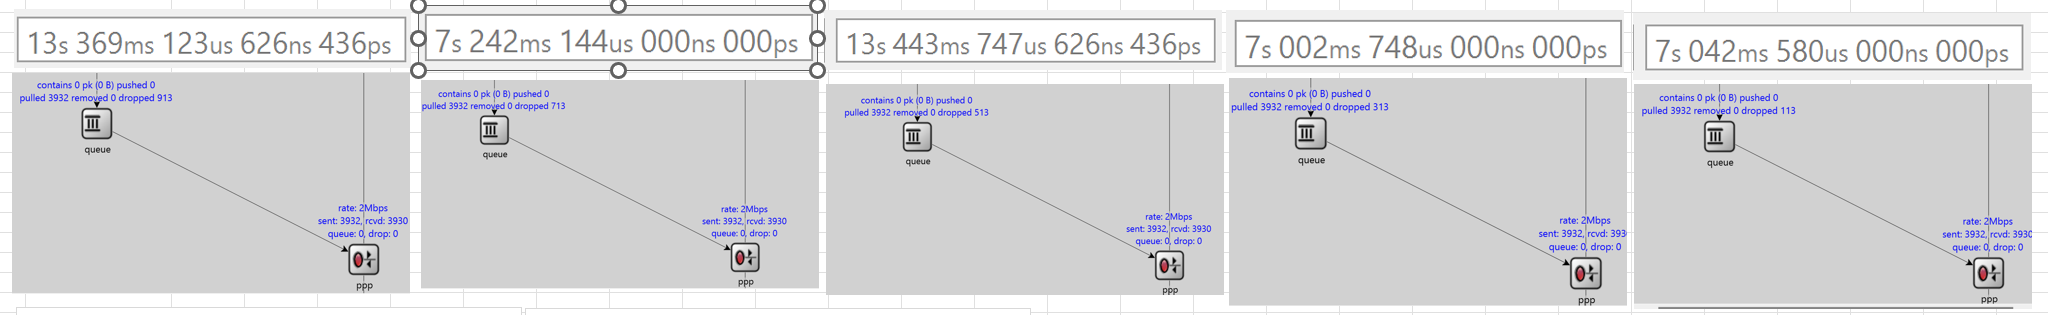 13s 369ms 123us 626ns 436ps
contains 0 pk (0 B) pushed 0
pulled 3932 removed 0 dropped 913
queue
rate: 2Mbps
sent: 3932, rcvd: 3930
queue: 0, drop: 0
ppp
7s 242ms 144us 000ns 000ps
contains 0 pk (0 B) pushed 0
pulled 3932 removed 0 dropped 713
queue
rate: 2Mbps
sent: 3932, rcvd: 3930
queue: 0, drop: 0
ppp
13s 443ms 747us 626ns 436ps
contains 0 pk (0 B) pushed 0
pulled 3932 removed 0 dropped 513
queue
rate: 2Mbps
sent: 3932, rcvd: 3930
queue: 0, drop: 0
ppp
7s 002ms 748us 000ns 000ps
contains 0 pk (0 B) pushed 0
pulled 3932 removed 0 dropped 313
queue
rate: 2Mbps
sent: 3932, rcvd: 393
queue: 0, drop: 0
ppp
7s 042ms 580us 000ns 000ps
contains 0 pk (0 B) pushed 0
pulled 3932 removed 0 dropped 113
queue
rate: 2Mbps
sent: 3932, rcvd: 3930
queue: 0, drop: 0
ppp